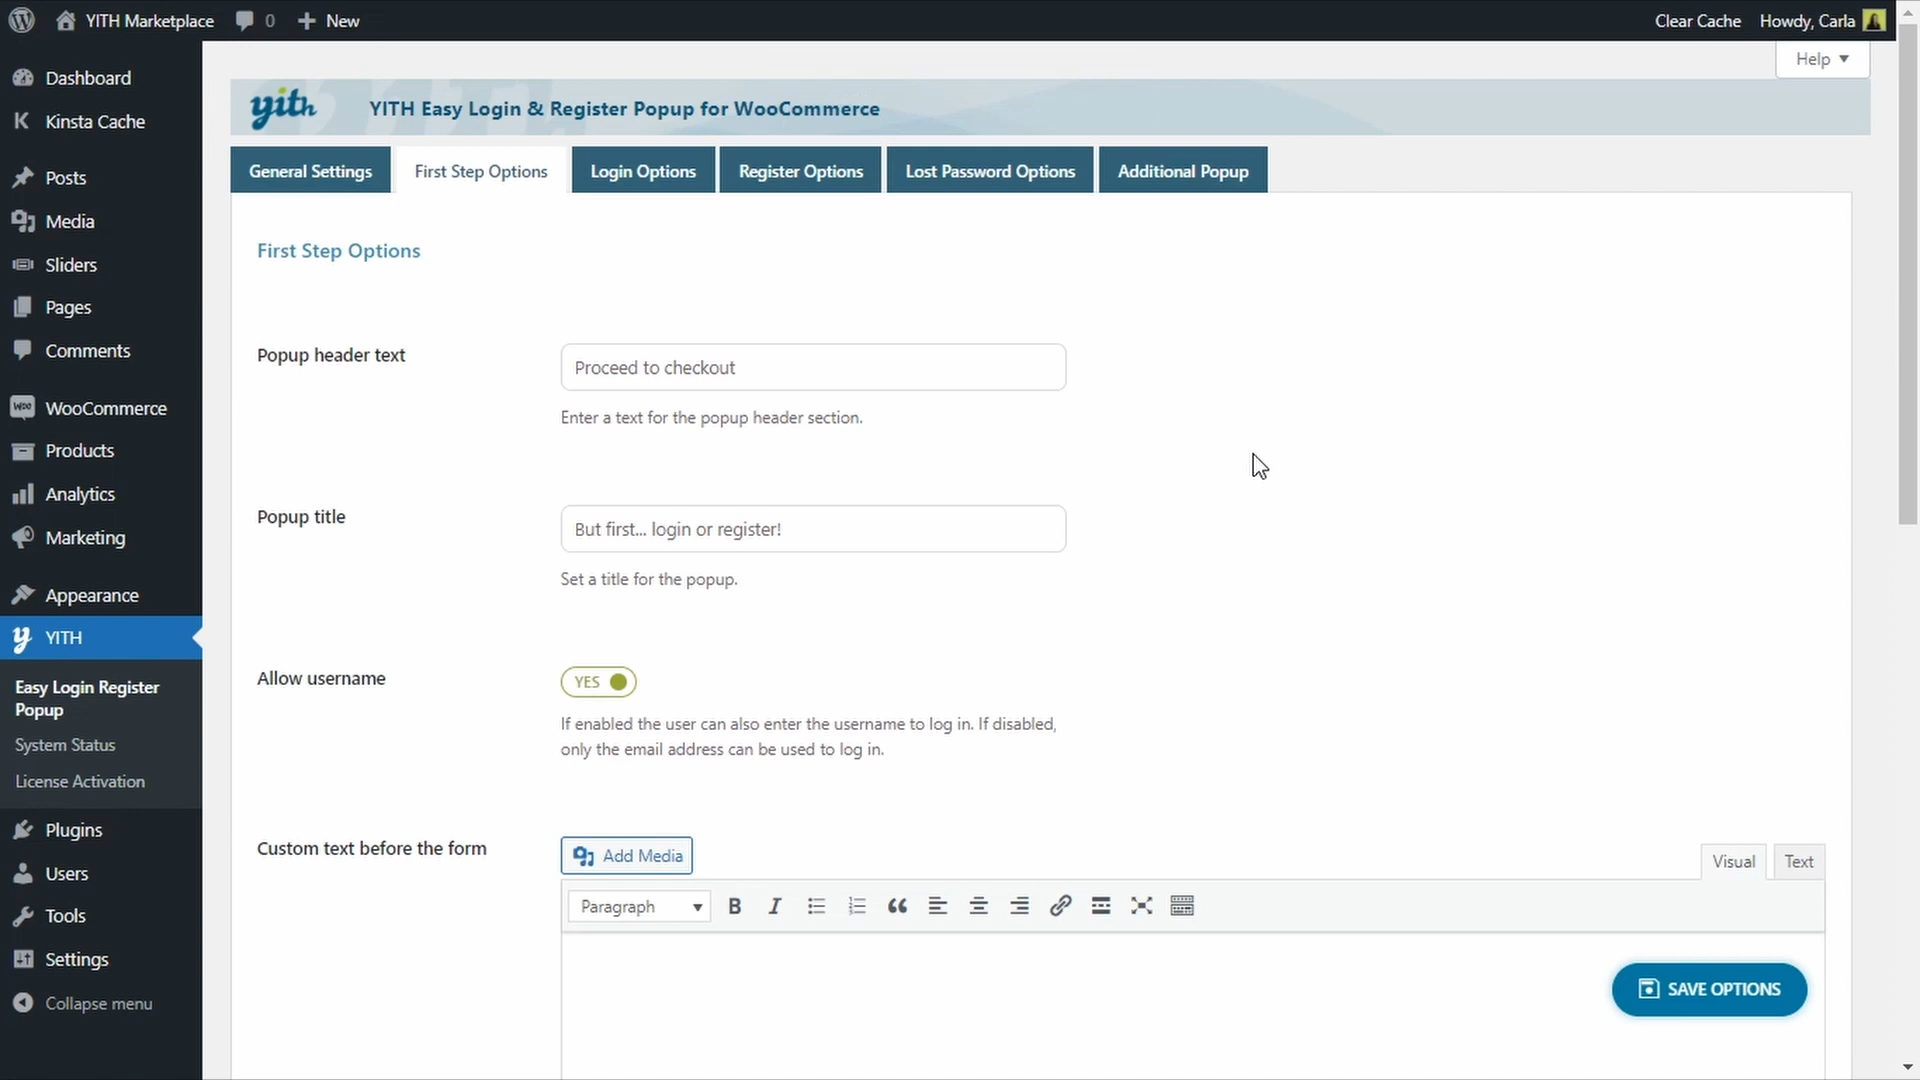 YITH Marketplace
0
New
Clear Cache
Howdy, Carla
Help
Dashboard
Kinsta Cache
Posts
Media
Sliders
Pages
Comments
WooCommerce
Products
Analytics
Marketing
Appearance
YITH
Easy Login Register
Popup
System Status
License Activation
Plugins
Users
Tools
Settings
Collapse menu
yith
YITH Easy Login & Register Popup for WooCommerce
General Settings
First Step Options
Login Options
Register Options
Lost Password Options
Additional Popup
First Step Options
Popup header text
Proceed to checkout
Enter a text for the popup header section.
Popup title
But first... login or register!
Set a title for the popup.
Allow username
YES
If enabled the user can also enter the username to log in. If disabled,
only the email address can be used to log in.
Custom text before the form
Add Media
Visual
Text
Paragraph
SAVE OPTIONS